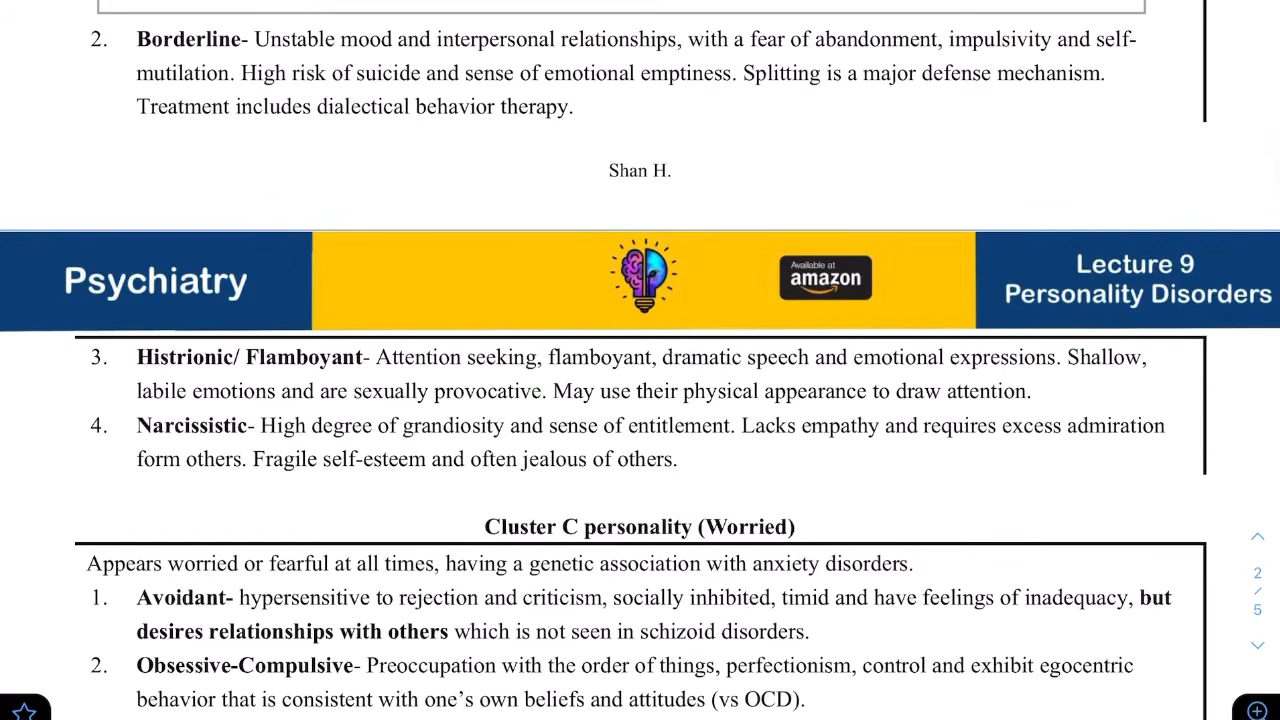 2. Borderline- Unstable mood and interpersonal relationships, with a fear of abandonment, impulsivity and self-
mutilation. High risk of suicide and sense of emotional emptiness. Splitting is a major defense mechanism.
Treatment includes dialectical behavior therapy.
Shan H.
Psychiatry
Available at
amazon
Lecture 9
Personality Disorders
3. Histrionic/ Flamboyant- Attention seeking, flamboyant, dramatic speech and emotional expressions. Shallow,
labile emotions and are sexually provocative. May use their physical appearance to draw attention.
4. Narcissistic- High degree of grandiosity and sense of entitlement. Lacks empathy and requires excess admiration
form others. Fragile self-esteem and often jealous of others.
Cluster C personality (Worried)
Appears worried or fearful at all times, having a genetic association with anxiety disorders.
1. Avoidant- hypersensitive to rejection and criticism, socially inhibited, timid and have feelings of inadequacy, but
desires relationships with others which is not seen in schizoid disorders.
2. Obsessive-Compulsive- Preoccupation with the order of things, perfectionism, control and exhibit egocentric
behavior that is consistent with one's own beliefs and attitudes (vs OCD).
2
/
5